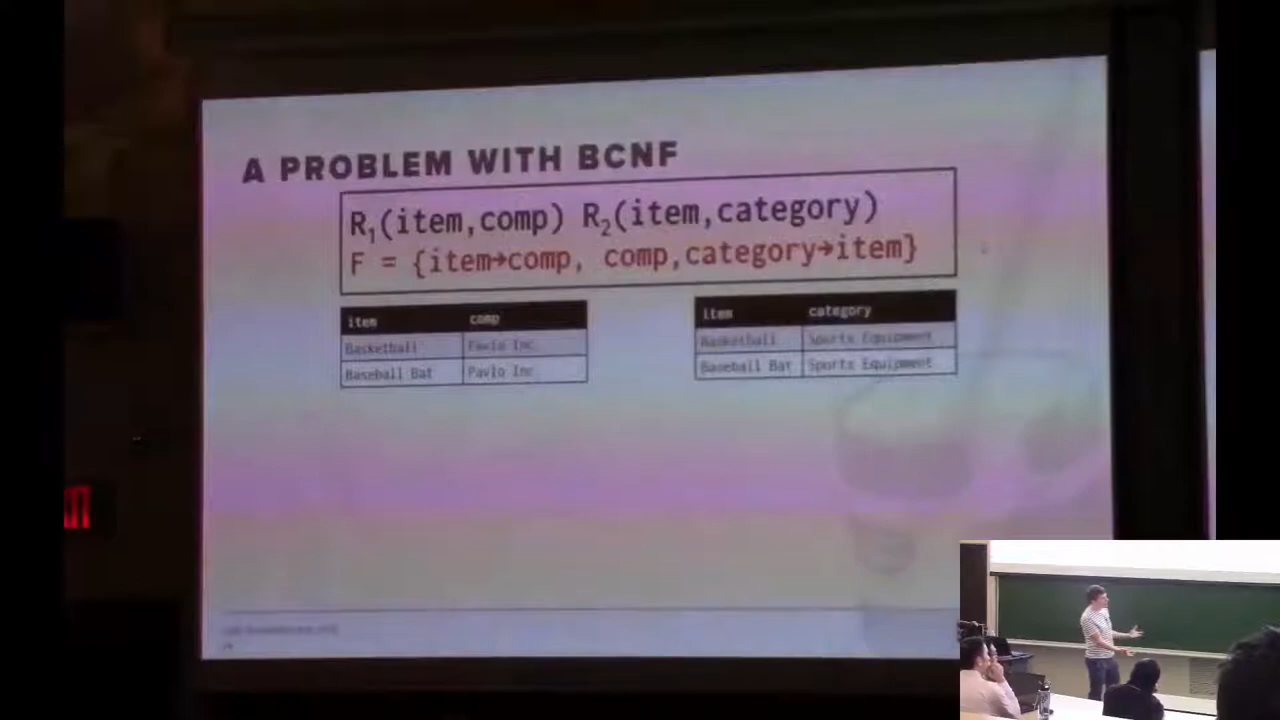 A PROBLEM WITH BCNF
R₁(item,comp) R₂(item,category)
F = {item→comp, comp,category→item}
item comp
Basketball Pavlo Inc.
Baseball Bat Pavlo Inc.
item category
Basketball Sports Equipment
Baseball Bat Sports Equipment